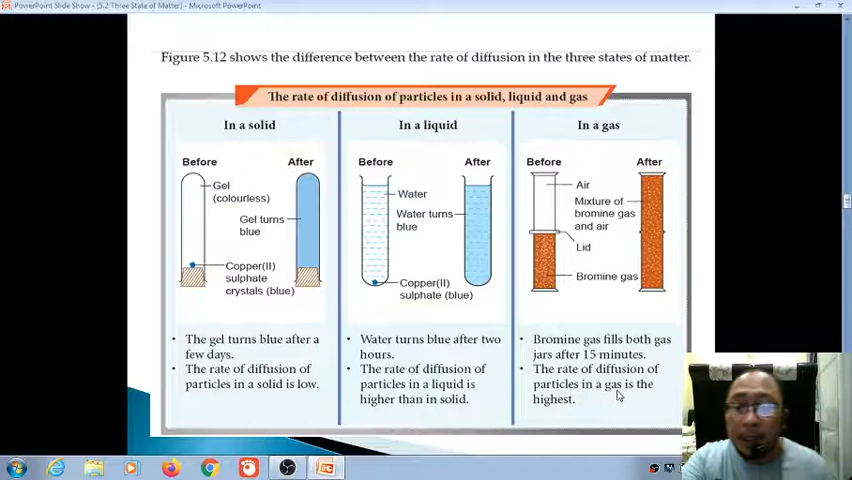 PowerPoint Slide Show - [5.2 Three State of Matter] - Microsoft PowerPoint
Figure 5.12 shows the difference between the rate of diffusion in the three states of matter.
The rate of diffusion of particles in a solid, liquid and gas
In a solid
Before
After
Gel
(colourless)
Gel turns
blue
Copper(II)
sulphate
crystals (blue)
• The gel turns blue after a
few days.
• The rate of diffusion of
particles in a solid is low.
In a liquid
Before
After
Water
Water turns
blue
Copper(II)
sulphate (blue)
• Water turns blue after two
hours.
• The rate of diffusion of
particles in a liquid is
higher than in solid.
In a gas
Before
After
Air
Mixture of
bromine gas
and air
Lid
Bromine gas
• Bromine gas fills both gas
jars after 15 minutes.
• The rate of diffusion of
particles in a gas is the
highest.